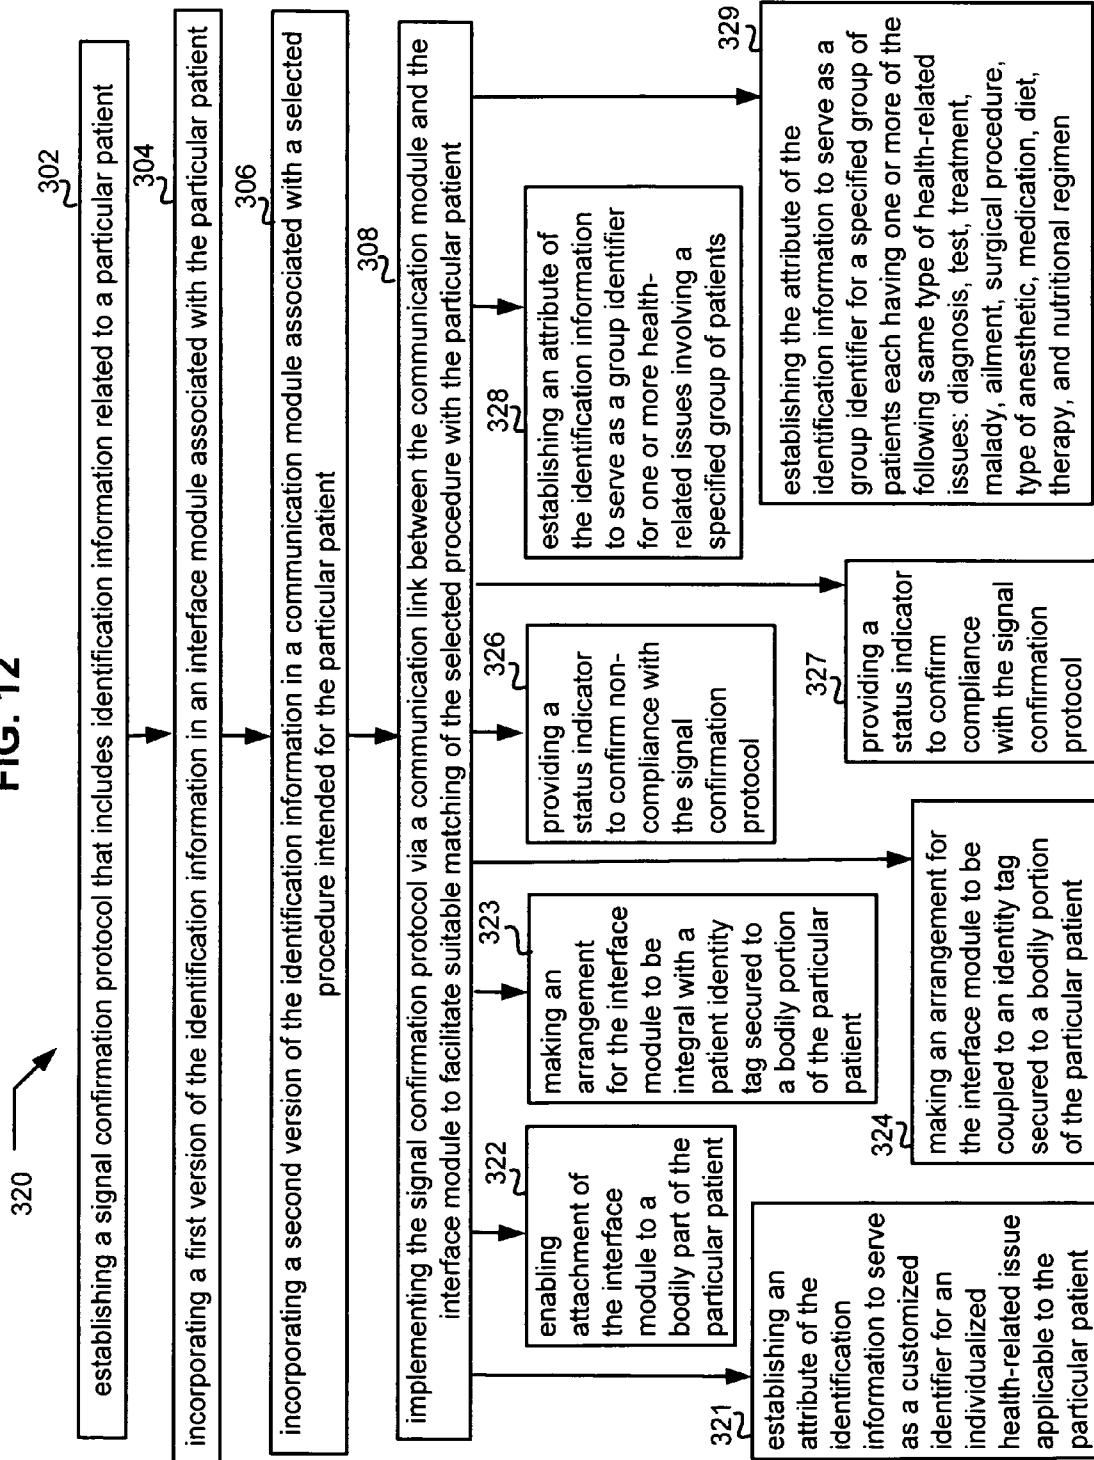 FIG. 12
320
302
establishing a signal confirmation protocol that includes identification information related to a particular patient
304
incorporating a first version of the identification information in an interface module associated with the particular patient
306
incorporating a second version of the identification information in a communication module associated with a selected
procedure intended for the particular patient
308
implementing the signal confirmation protocol via a communication link between the communication module and the
interface module to facilitate suitable matching of the selected procedure with the particular patient
321
establishing an
attribute of the
identification
information to serve
as a customized
identifier for an
individualized
health-related issue
applicable to the
particular patient
322
enabling
attachment of
the interface
module to a
bodily part of the
particular patient
323
making an
arrangement
for the interface
module to be
integral with a
patient identity
tag secured to
a bodily portion
of the particular
patient
324
making an arrangement for
the interface module to be
coupled to an identity tag
secured to a bodily portion
of the particular patient
326
providing a
status indicator
to confirm non-
compliance with
the signal
confirmation
protocol
327
providing a
status indicator
to confirm
compliance
with the signal
confirmation
protocol
328
establishing an attribute of
the identification information
to serve as a group identifier
for one or more health-
related issues involving a
specified group of patients
329
establishing the attribute of the
identification information to serve as a
group identifier for a specified group of
patients each having one or more of the
following same type of health-related
issues: diagnosis, test, treatment,
malady, ailment, surgical procedure,
type of anesthetic, medication, diet,
therapy, and nutritional regimen